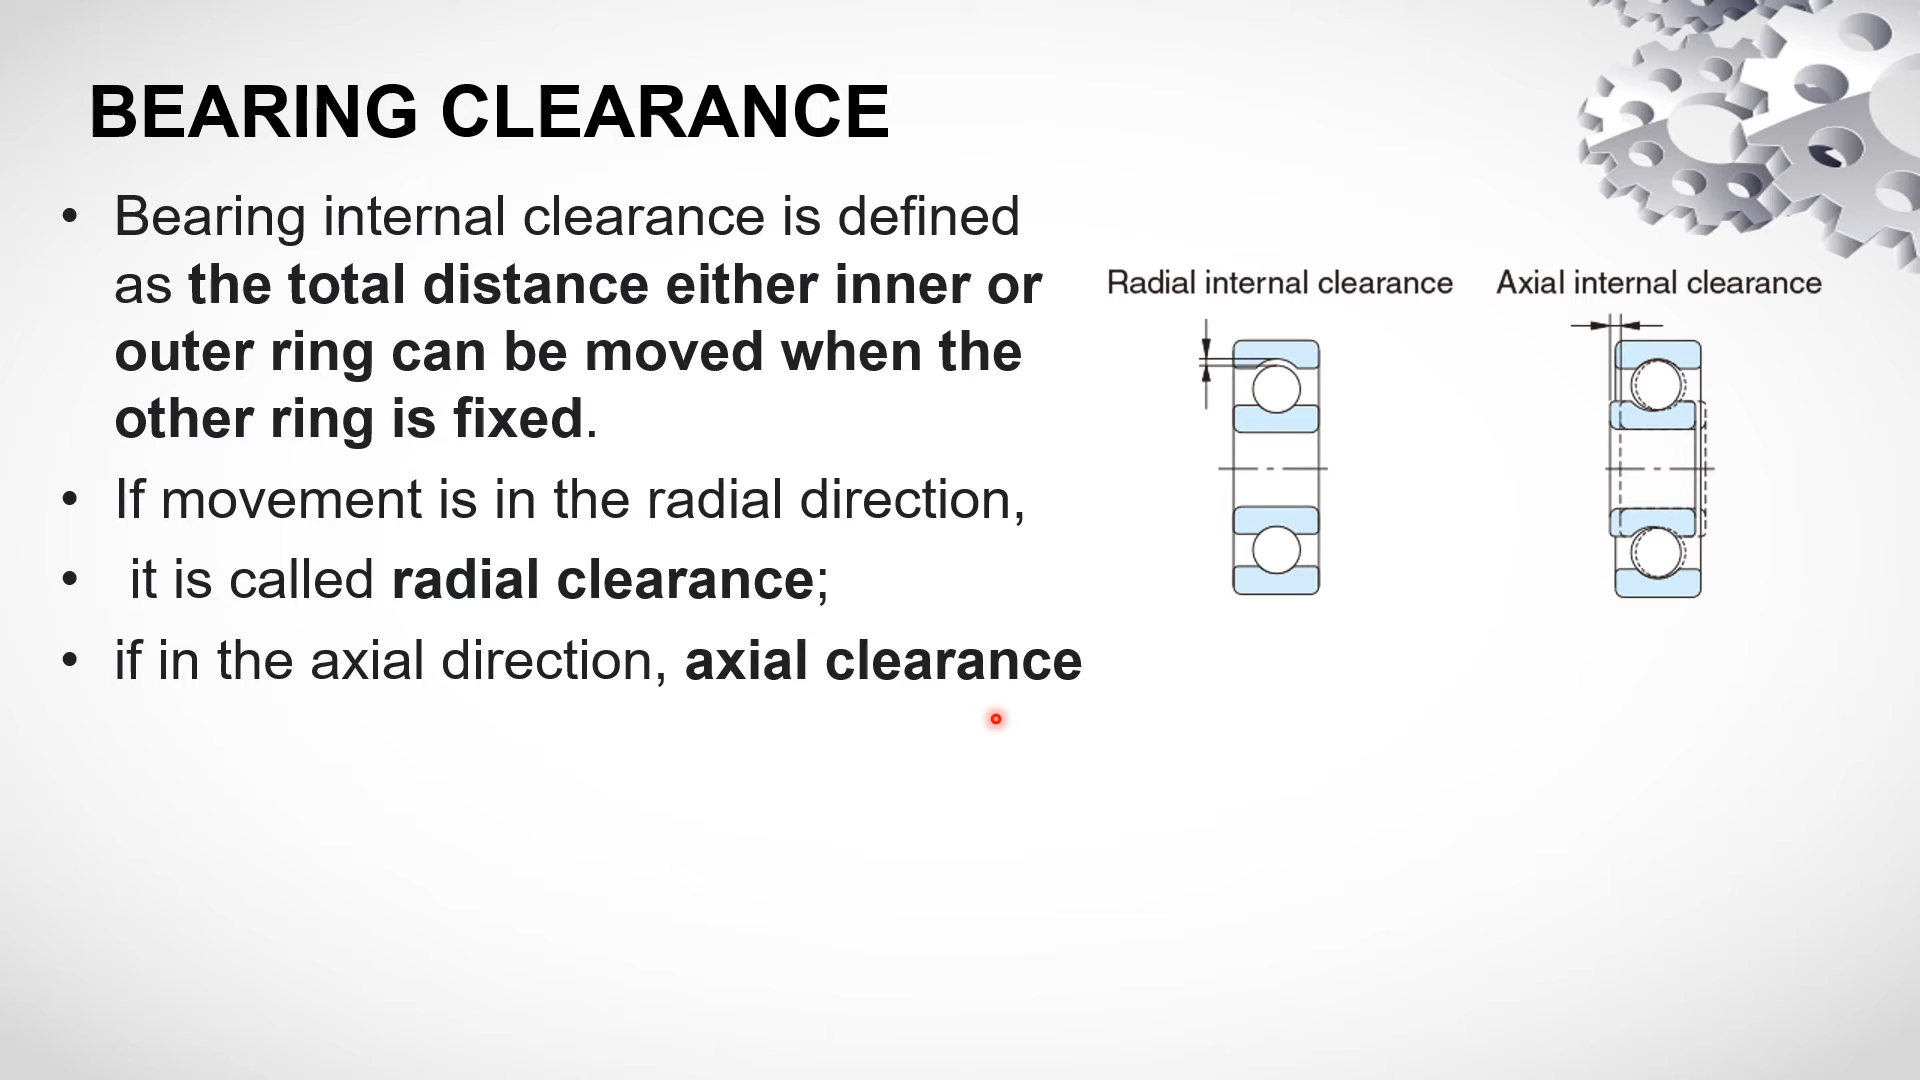 BEARING CLEARANCE
• Bearing internal clearance is defined
as the total distance either inner or
outer ring can be moved when the
other ring is fixed.
• If movement is in the radial direction,
• it is called radial clearance;
• if in the axial direction, axial clearance
Radial internal clearance
Axial internal clearance